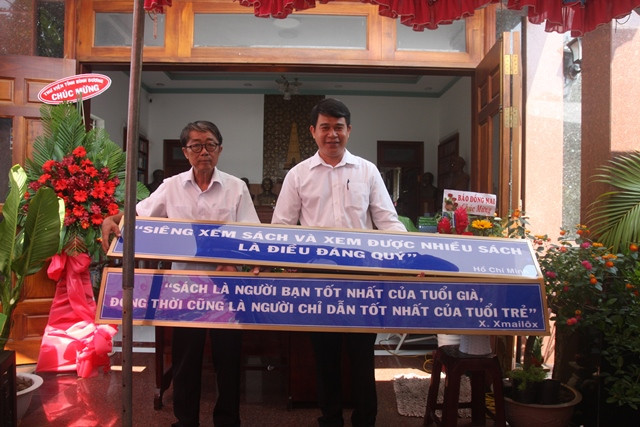 THƯ VIỆN TỈNH BÌNH DƯƠNG
CHÚC MỪNG
BÁO ĐỒNG NAI
Chúc Mừng
"SIÊNG XEM SÁCH VÀ XEM ĐƯỢC NHIỀU SÁCH
LÀ ĐIỀU ĐÁNG QUÝ"
Hồ Chí Minh
"SÁCH LÀ NGƯỜI BẠN TỐT NHẤT CỦA TUỔI GIÀ,
ĐỒNG THỜI CŨNG LÀ NGƯỜI CHỈ DẪN TỐT NHẤT CỦA TUỔI TRẺ"
X. Xmailôx